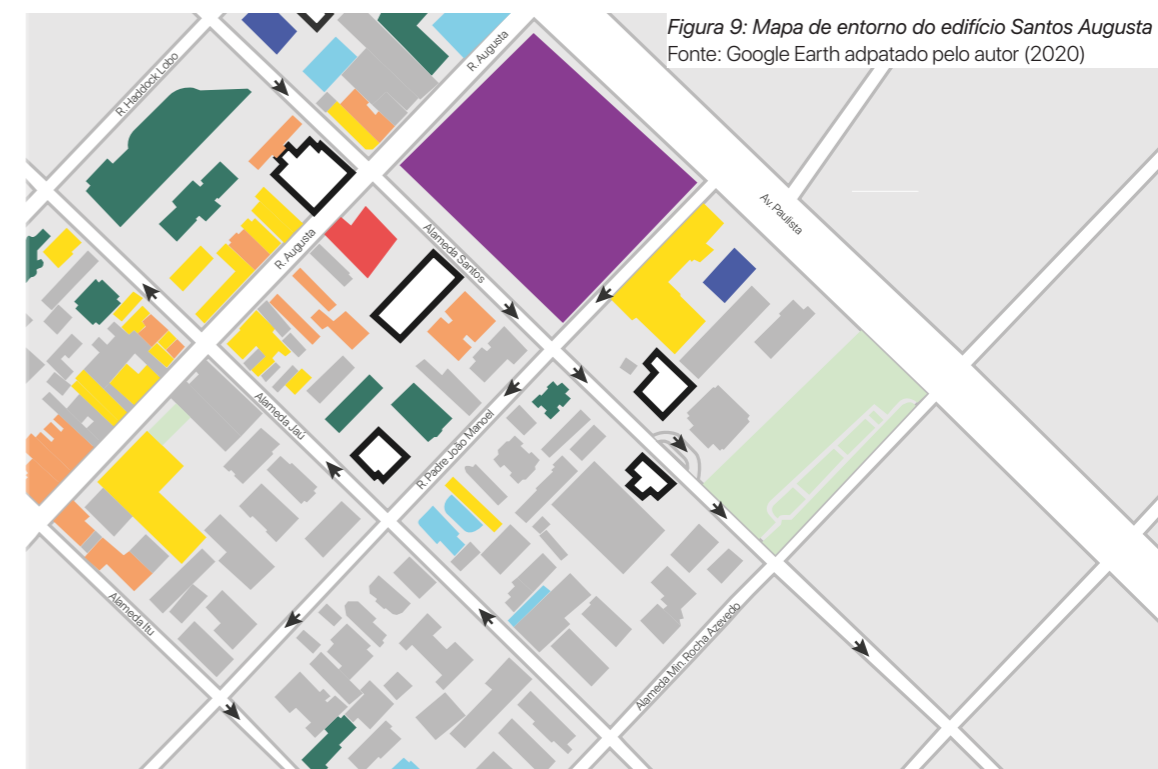 Figura 9: Mapa de entorno do edifício Santos Augusta
Fonte: Google Earth adpatado pelo autor (2020)
R. Augusta
R. Haddock Lobo
Av. Paulista
Alameda Santos
R. Augusta
Alameda Jaú
R. Padre João Manoel
Alameda Itu
Alameda Min. Rocha Azevedo